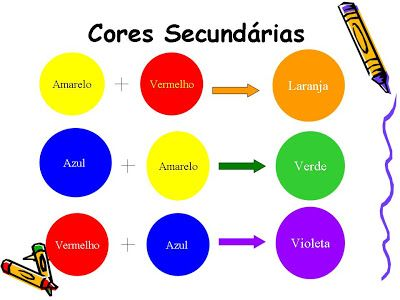 Cores Secundárias
Amarelo + Vermelho Laranja
Azul + Amarelo Verde
Vermelho + Azul Violeta